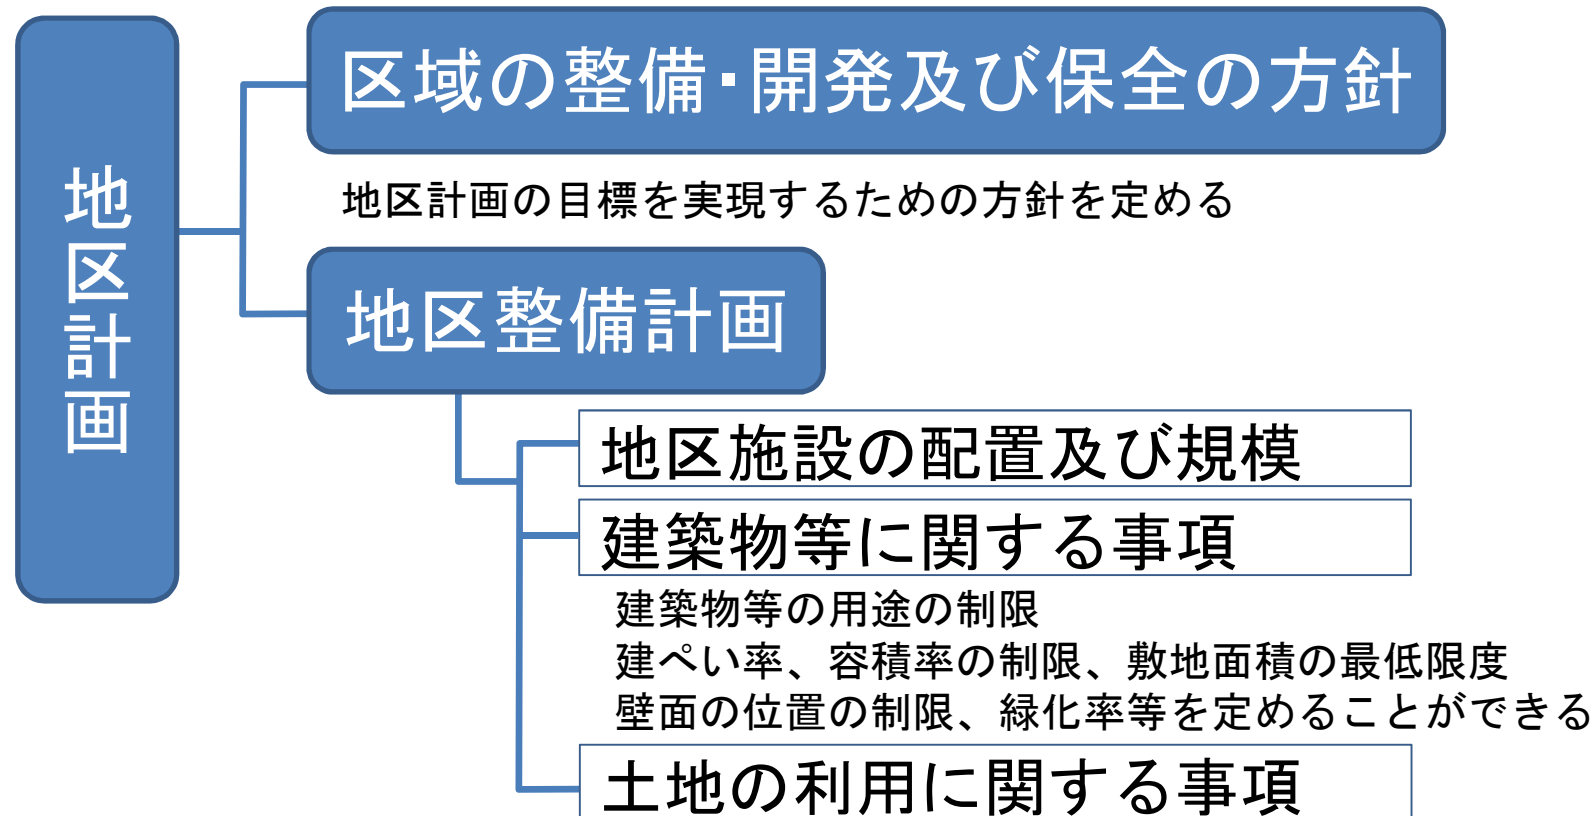 地区計画
区域の整備・開発及び保全の方針
地区計画の目標を実現するための方針を定める
地区整備計画
地区施設の配置及び規模
建築物等に関する事項
建築物等の用途の制限
建ぺい率、容積率の制限、敷地面積の最低限度
壁面の位置の制限、緑化率等を定めることができる
土地の利用に関する事項